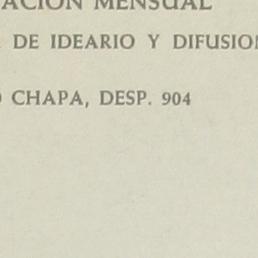 ACION MENSUAL
DE IDEARIO Y DIFUSION
O CHAPA, DESP. 904